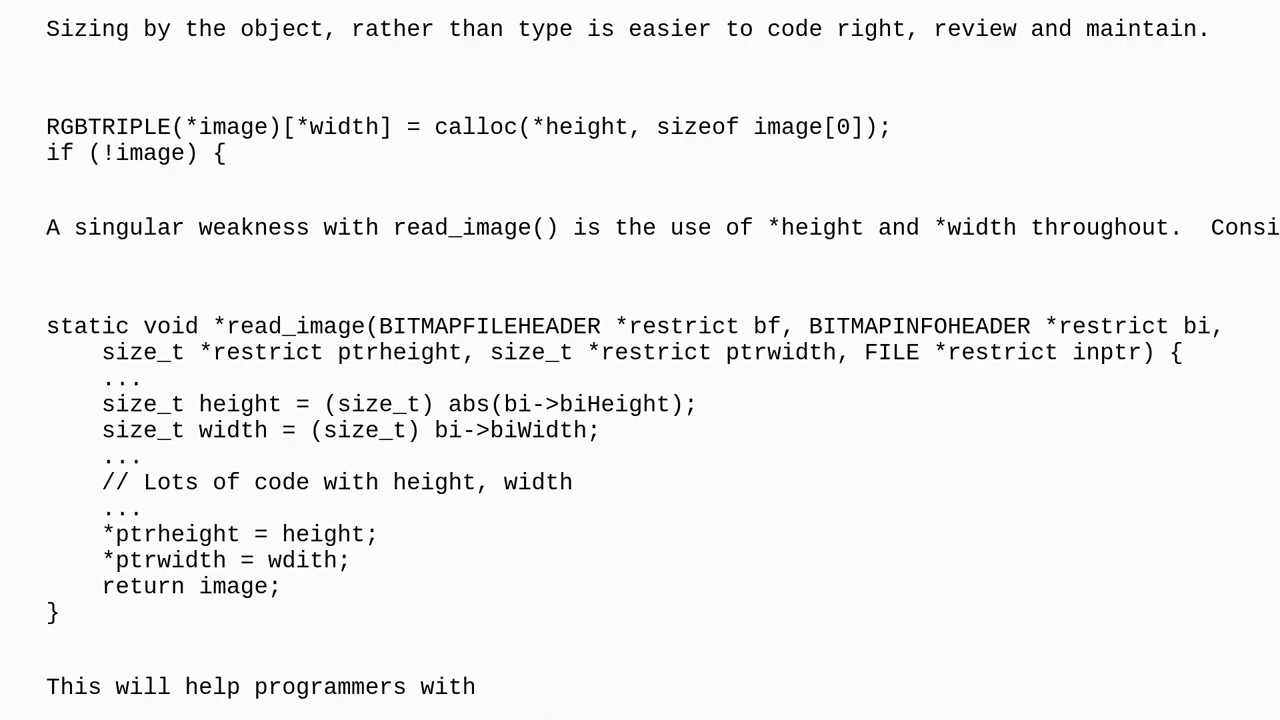 Sizing by the object, rather than type is easier to code right, review and maintain.
RGBTRIPLE(*image)[*width] = calloc(*height, sizeof image[0]);
if (!image) {
A singular weakness with read_image() is the use of *height and *width throughout.  Consi
static void *read_image(BITMAPFILEHEADER *restrict bf, BITMAPINFOHEADER *restrict bi,
    size_t *restrict ptrheight, size_t *restrict ptrwidth, FILE *restrict inptr) {
    ...
    size_t height = (size_t) abs(bi->biHeight);
    size_t width = (size_t) bi->biWidth;
    ...
    // Lots of code with height, width
    ...
    *ptrheight = height;
    *ptrwidth = wdith;
    return image;
}
This will help programmers with